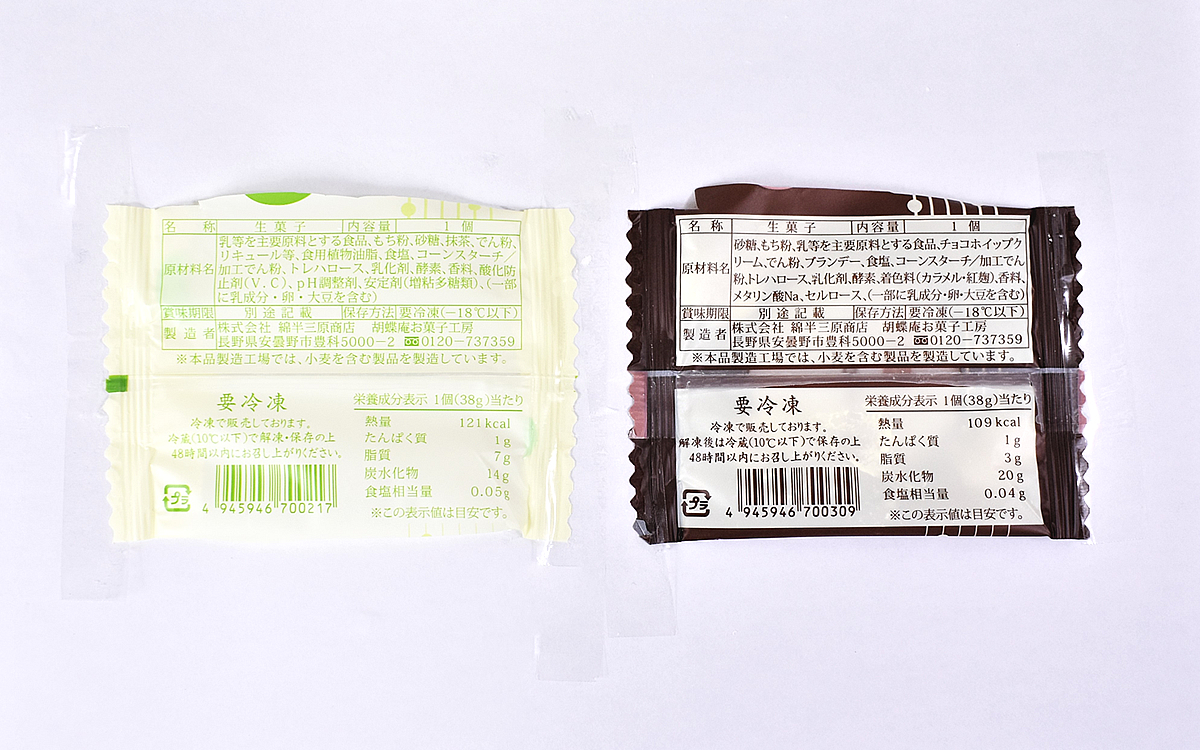 名称 生菓子 内容量 1個
原材料名 乳等を主要原料とする食品、もち粉、砂糖、抹茶、でん粉、
リキュール等、食用植物油脂、食塩、コーンスターチ/
加工でん粉、トレハロース、乳化剤、酵素、香料、酸化防
止剤(V.C)、pH調整剤、安定剤(増粘多糖類)、(一部
に乳成分・卵・大豆を含む)
賞味期限 別途記載 保存方法 要冷凍(−18℃以下)
製造者 株式会社 綿半三原商店 胡蝶庵お菓子工房
長野県安曇野市豊科5000−2 0120−737359
※本品製造工場では、小麦を含む製品を製造しています。
要冷凍
冷凍で販売しております。
冷蔵(10℃以下)で解凍・保存の上
48時間以内にお召し上がりください。
プラ
4 945946 700217
栄養成分表示 1個(38g)当たり
熱量 121kcal
たんぱく質 1g
脂質 7g
炭水化物 14g
食塩相当量 0.05g
※この表示値は目安です。
名称 生菓子 内容量 1個
原材料名 砂糖、もち粉、乳等を主要原料とする食品、チョコホイップク
リーム、でん粉、ブランデー、食塩、コーンスターチ/加工でん
粉、トレハロース、乳化剤、酵素、着色料(カラメル・紅麹)、香料、
メタリン酸Na、セルロース、(一部に乳成分・卵・大豆を含む)
賞味期限 別途記載 保存方法 要冷凍(−18℃以下)
製造者 株式会社 綿半三原商店 胡蝶庵お菓子工房
長野県安曇野市豊科5000−2 0120−737359
※本品製造工場では、小麦を含む製品を製造しています。
要冷凍
冷凍で販売しております。
解凍後は冷蔵(10℃以下)で保存の上
48時間以内にお召し上がりください。
プラ
4 945946 700309
栄養成分表示 1個(38g)当たり
熱量 109kcal
たんぱく質 1g
脂質 3g
炭水化物 20g
食塩相当量 0.04g
※この表示値は目安です。